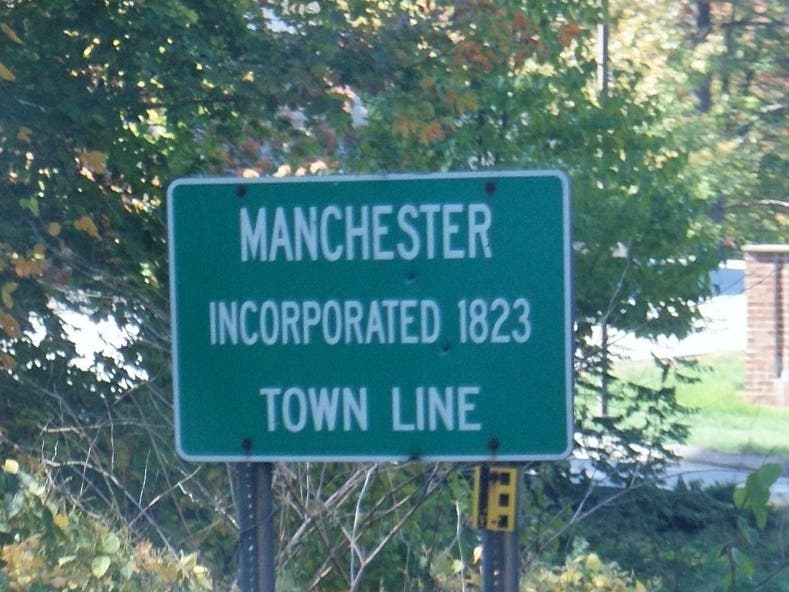 MANCHESTER
INCORPORATED 1823
TOWN LINE